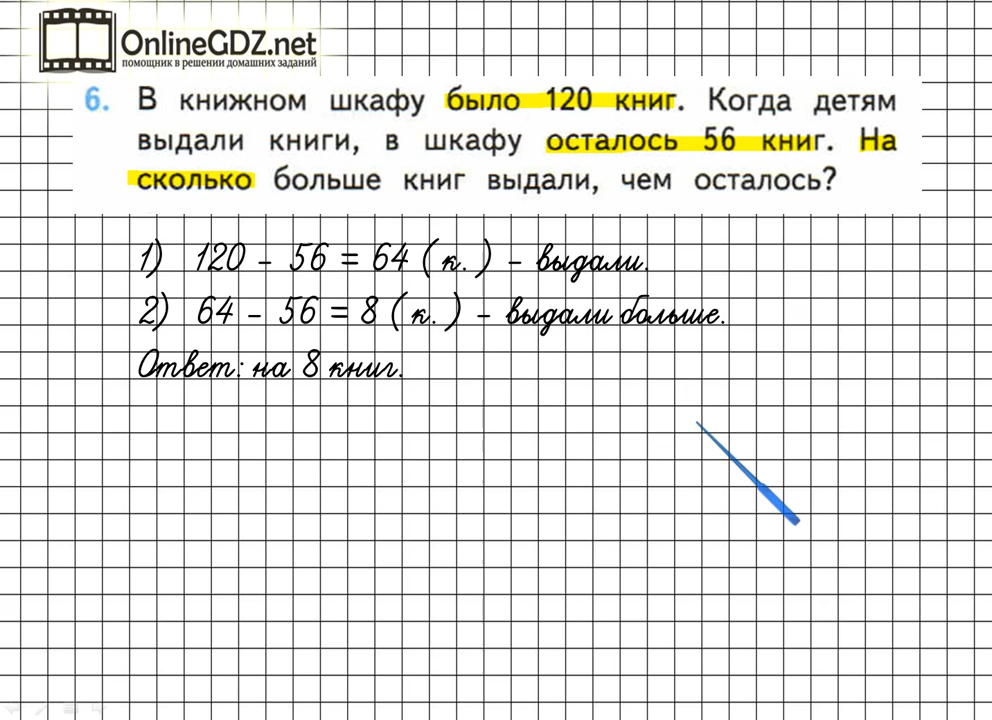 OnlineGDZ.net
помощник в решении домашних заданий
6. В книжном шкафу было 120 книг. Когда детям
выдали книги, в шкафу осталось 56 книг. На
сколько больше книг выдали, чем осталось?
1) 120 - 56 = 64 ( к. ) - выдали.
2) 64 - 56 = 8 ( к. ) - выдали больше.
Ответ: на 8 книг.